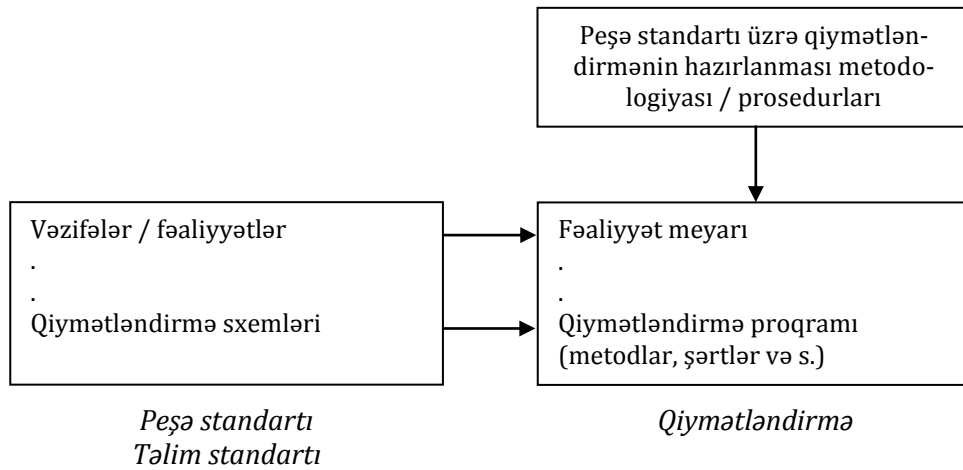 Peşə standartı üzrə qiymətlən-
dirmənin hazırlanması metodo-
logiyası / prosedurları
Vəzifələr / fəaliyyətlər
.
.
Qiymətləndirmə sxemləri
Fəaliyyət meyarı
.
.
Qiymətləndirmə proqramı
(metodlar, şərtlər və s.)
Peşə standartı
Təlim standartı
Qiymətləndirmə